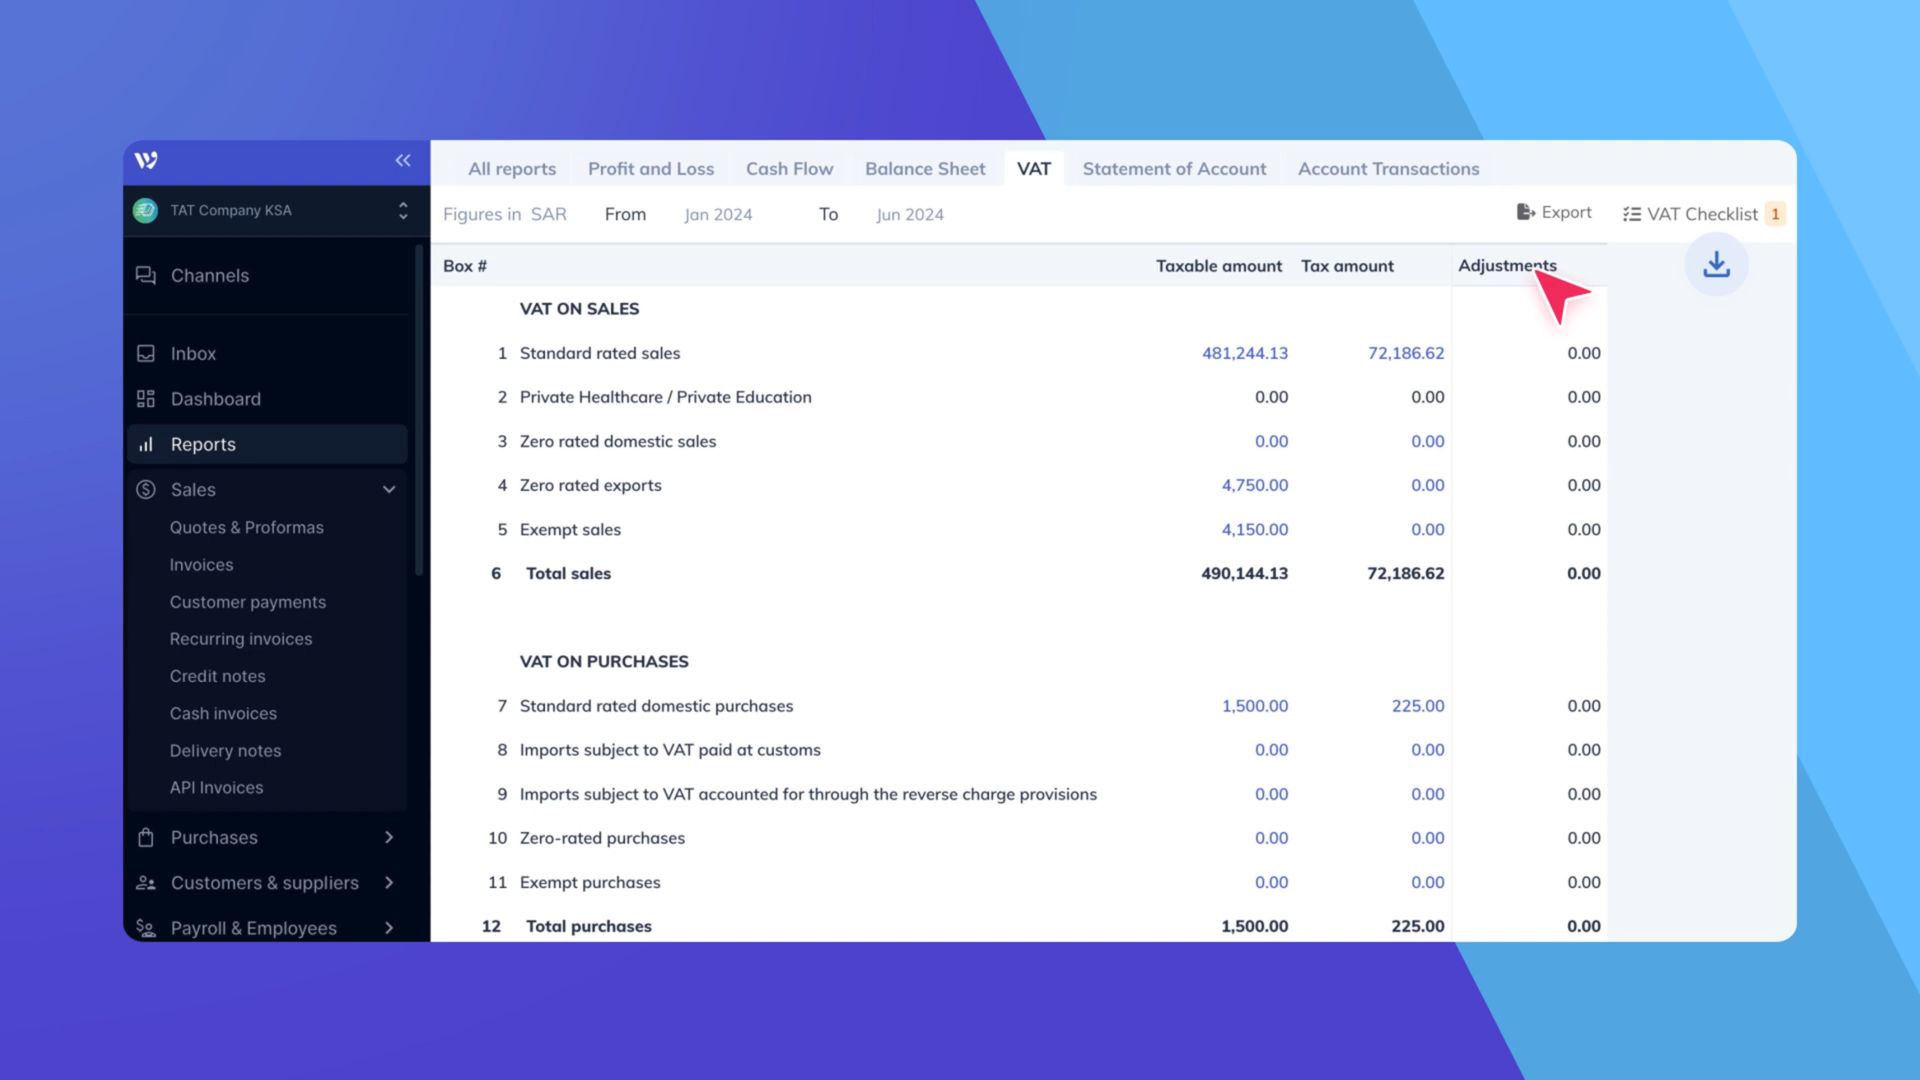 TAT Company KSA
Channels
Inbox
Dashboard
Reports
Sales
Quotes & Proformas
Invoices
Customer payments
Recurring invoices
Credit notes
Cash invoices
Delivery notes
API Invoices
Purchases
Customers & suppliers
Payroll & Employees
All reports Profit and Loss Cash Flow Balance Sheet VAT Statement of Account Account Transactions
Figures in SAR From Jan 2024 To Jun 2024 Export VAT Checklist 1
Box # Taxable amount Tax amount Adjustments
VAT ON SALES
1 Standard rated sales 481,244.13 72,186.62 0.00
2 Private Healthcare / Private Education 0.00 0.00 0.00
3 Zero rated domestic sales 0.00 0.00 0.00
4 Zero rated exports 4,750.00 0.00 0.00
5 Exempt sales 4,150.00 0.00 0.00
6 Total sales 490,144.13 72,186.62 0.00
VAT ON PURCHASES
7 Standard rated domestic purchases 1,500.00 225.00 0.00
8 Imports subject to VAT paid at customs 0.00 0.00 0.00
9 Imports subject to VAT accounted for through the reverse charge provisions 0.00 0.00 0.00
10 Zero-rated purchases 0.00 0.00 0.00
11 Exempt purchases 0.00 0.00 0.00
12 Total purchases 1,500.00 225.00 0.00